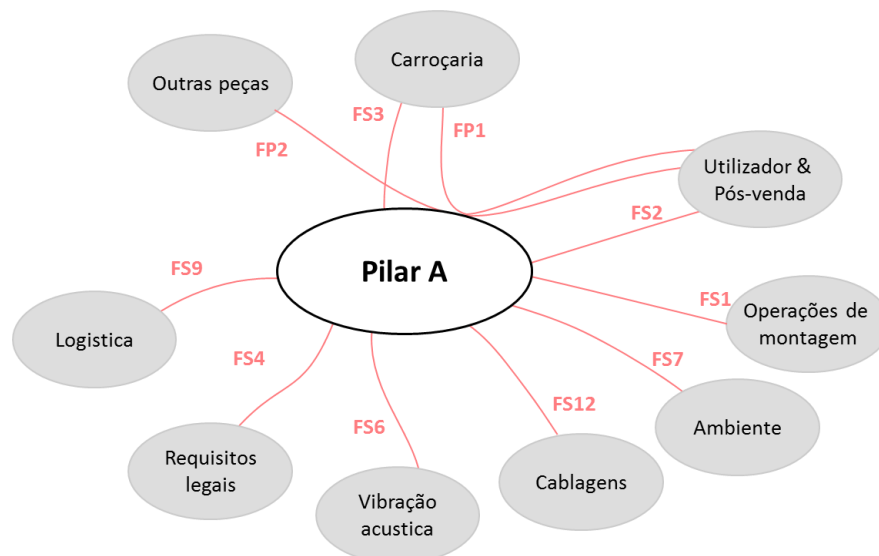 Carroçaria
Outras peças
FS3
FP1
FP2
Utilizador &
Pós-venda
FS2
Pilar A
FS9
FS1
Operações de
montagem
Logistica
FS4
FS7
FS12
FS6
Ambiente
Requisitos
legais
Cablagens
Vibração
acustica